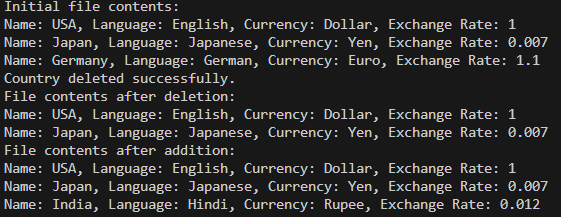 Initial file contents:
Name: USA, Language: English, Currency: Dollar, Exchange Rate: 1
Name: Japan, Language: Japanese, Currency: Yen, Exchange Rate: 0.007
Name: Germany, Language: German, Currency: Euro, Exchange Rate: 1.1
Country deleted successfully.
File contents after deletion:
Name: USA, Language: English, Currency: Dollar, Exchange Rate: 1
Name: Japan, Language: Japanese, Currency: Yen, Exchange Rate: 0.007
File contents after addition:
Name: USA, Language: English, Currency: Dollar, Exchange Rate: 1
Name: Japan, Language: Japanese, Currency: Yen, Exchange Rate: 0.007
Name: India, Language: Hindi, Currency: Rupee, Exchange Rate: 0.012